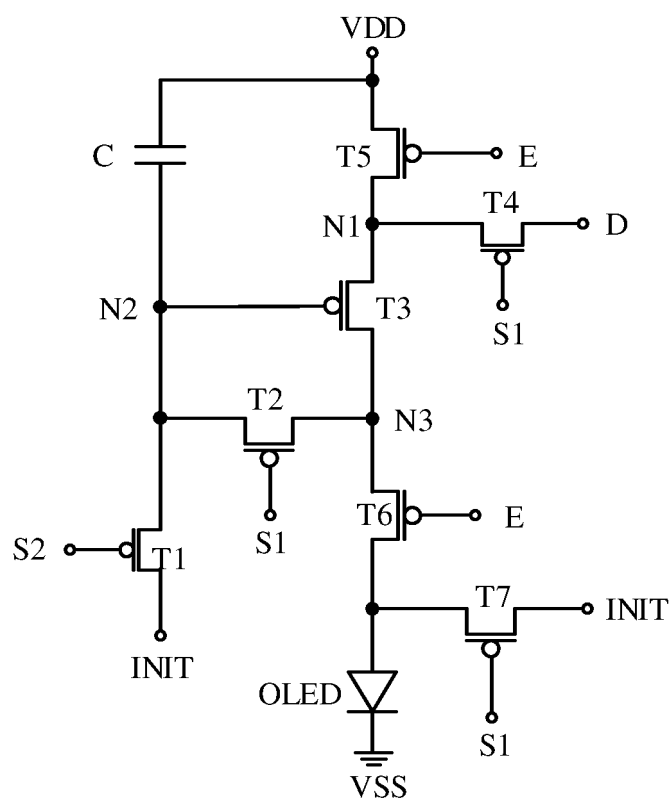 VDD
C
T5
E
T4
N1
D
N2
T3
S1
T2
N3
T6
E
S1
S2
T1
T7
INIT
INIT
OLED
S1
VSS